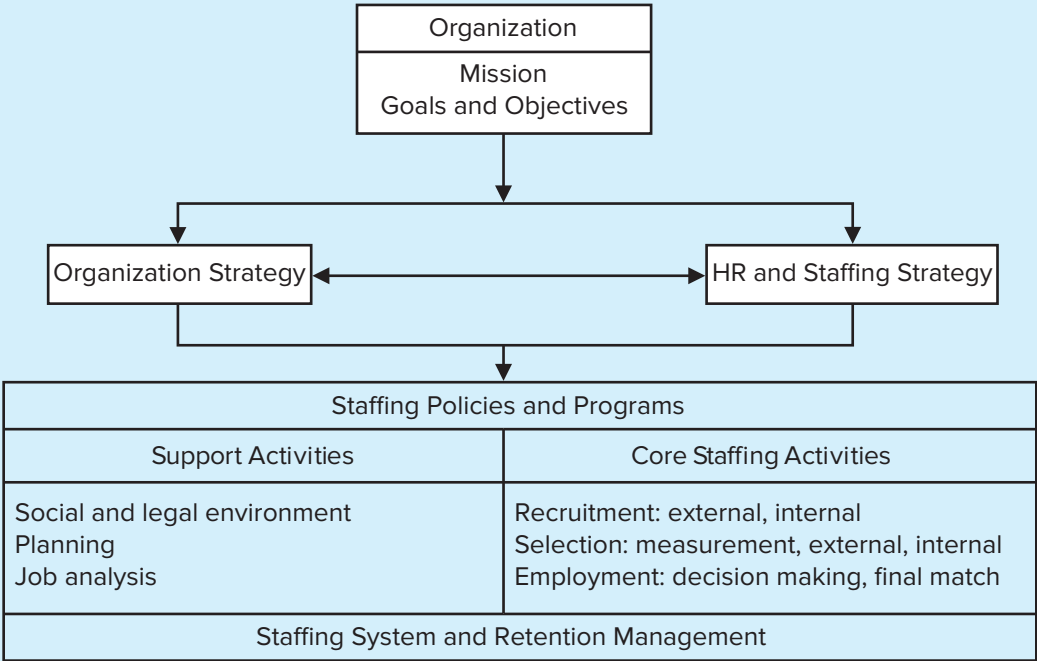 Organization
Mission
Goals and Objectives
Organization Strategy
HR and Staffing Strategy
Staffing Policies and Programs
Support Activities
Core Staffing Activities
Social and legal environment
Planning
Job analysis
Recruitment: external, internal
Selection: measurement, external, internal
Employment: decision making, final match
Staffing System and Retention Management